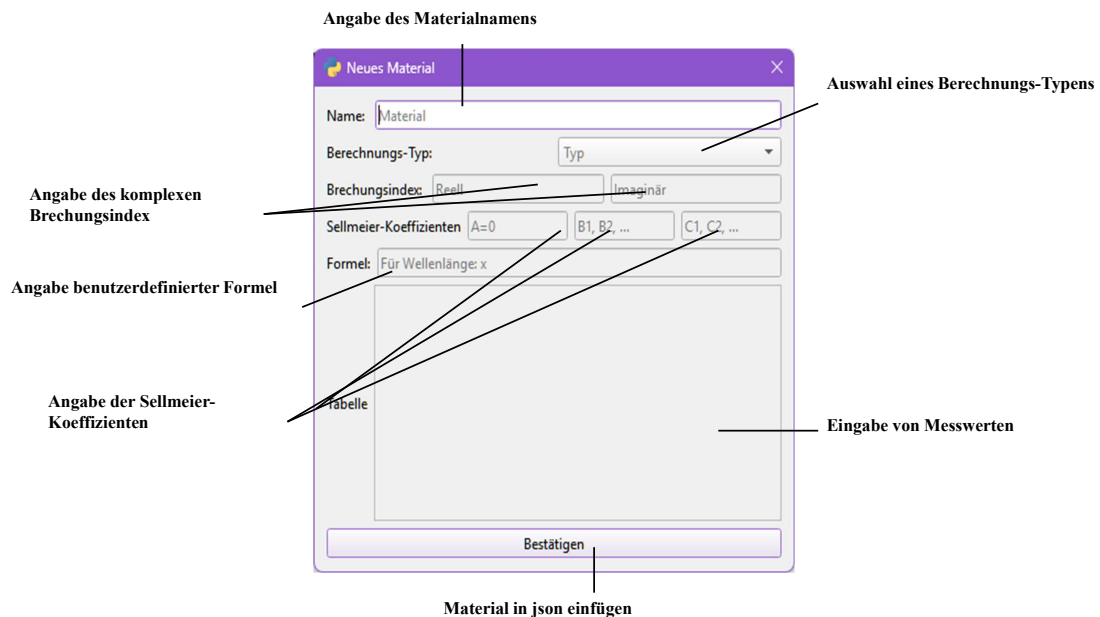 Angabe des Materialnamens
Neues Material
Auswahl eines Berechnungs-Typens
Name: Material
Berechnungs-Typ: Typ
Angabe des komplexen
Brechungsindex
Brechungsindex: Reell Imaginär
Sellmeier-Koeffizienten A=0 B1, B2, ... C1, C2, ...
Formel: Für Wellenlänge: x
Angabe benutzerdefinierter Formel
Angabe der Sellmeier-
Koeffizienten
Tabelle
Eingabe von Messwerten
Bestätigen
Material in json einfügen